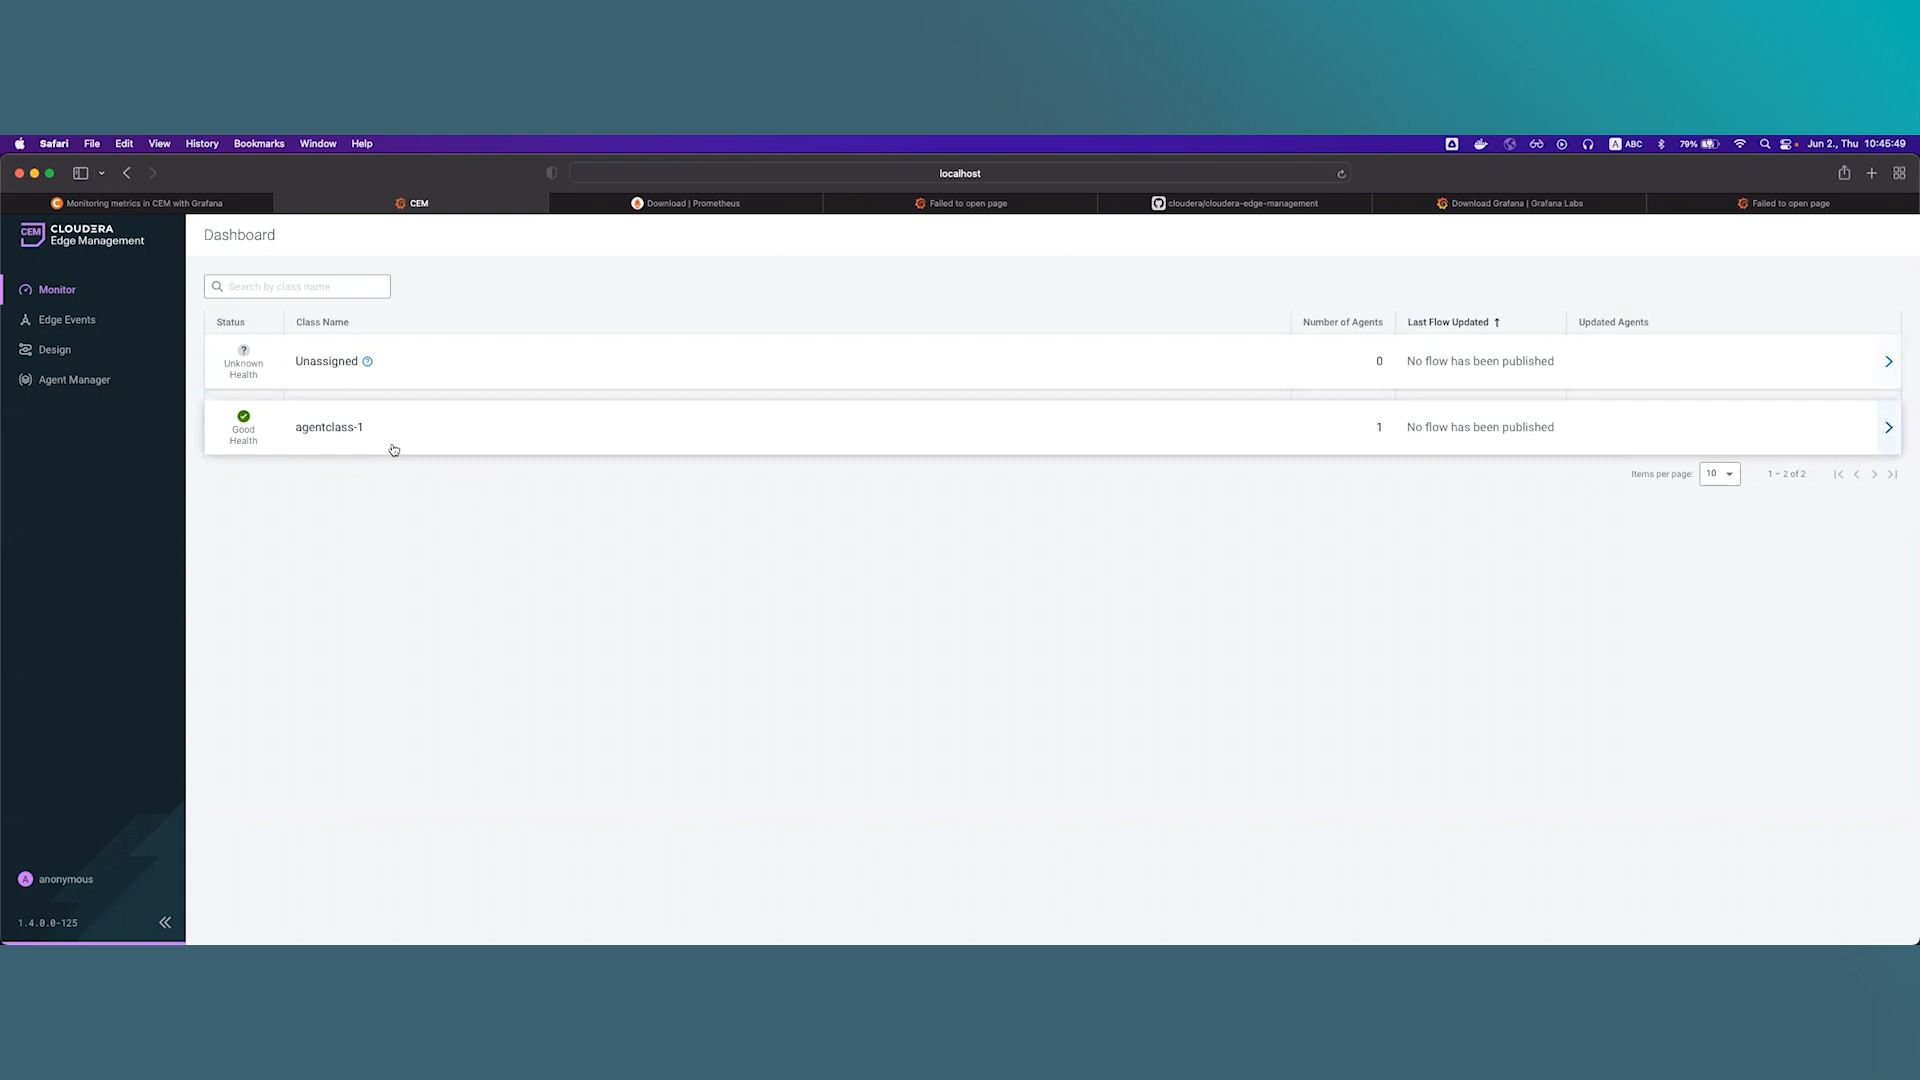 Safari File Edit View History Bookmarks Window Help
A ABC 79% Jun 2., Thu 10:45:49
localhost
Monitoring metrics in CEM with Grafana
CEM
Download | Prometheus
Failed to open page
cloudera/cloudera-edge-management
Download Grafana | Grafana Labs
Failed to open page
CEM CLOUDERA
Edge Management
Dashboard
Monitor
Edge Events
Design
Agent Manager
Search by class name
Status Class Name Number of Agents Last Flow Updated Updated Agents
? Unknown Health Unassigned ? 0 No flow has been published
Good Health agentclass-1 1 No flow has been published
Items per page: 10 1 – 2 of 2
A anonymous
1.4.0.0-125